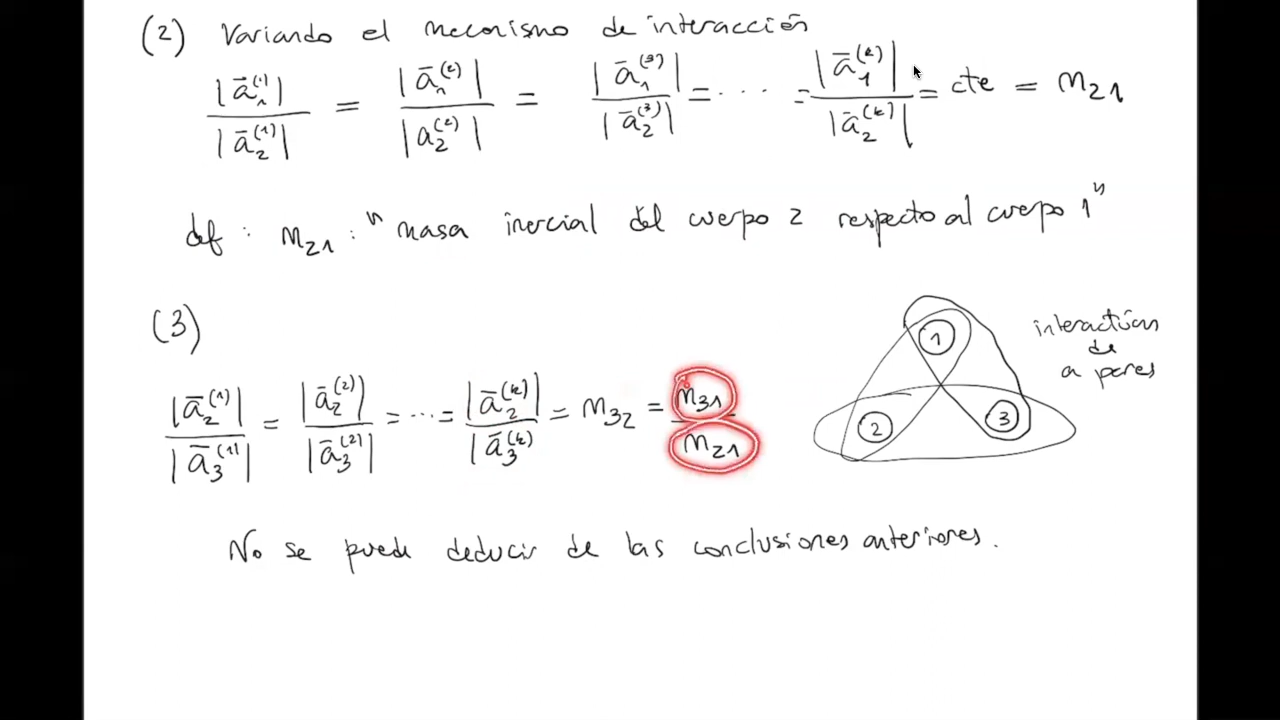 (2) Variando el mecanismo de interacción
|ā₁⁽¹⁾| / |ā₂⁽¹⁾| = |ā₁⁽²⁾| / |a₂⁽²⁾| = |ā₁⁽³⁾| / |ā₂⁽³⁾| = ··· = |ā₁⁽ᵏ⁾| / |ā₂⁽ᵏ⁾| = cte = m₂₁
def : m₂₁ : "masa inercial del cuerpo 2 respecto al cuerpo 1"
(3)
1
2
3
interacción
de
a pares
|ā₂⁽¹⁾| / |ā₃⁽¹⁾| = |ā₂⁽²⁾| / |ā₃⁽²⁾| = ··· = |ā₂⁽ᵏ⁾| / |ā₃⁽ᵏ⁾| = m₃₂ = m₃₁ / m₂₁
No se puede deducir de las conclusiones anteriores.